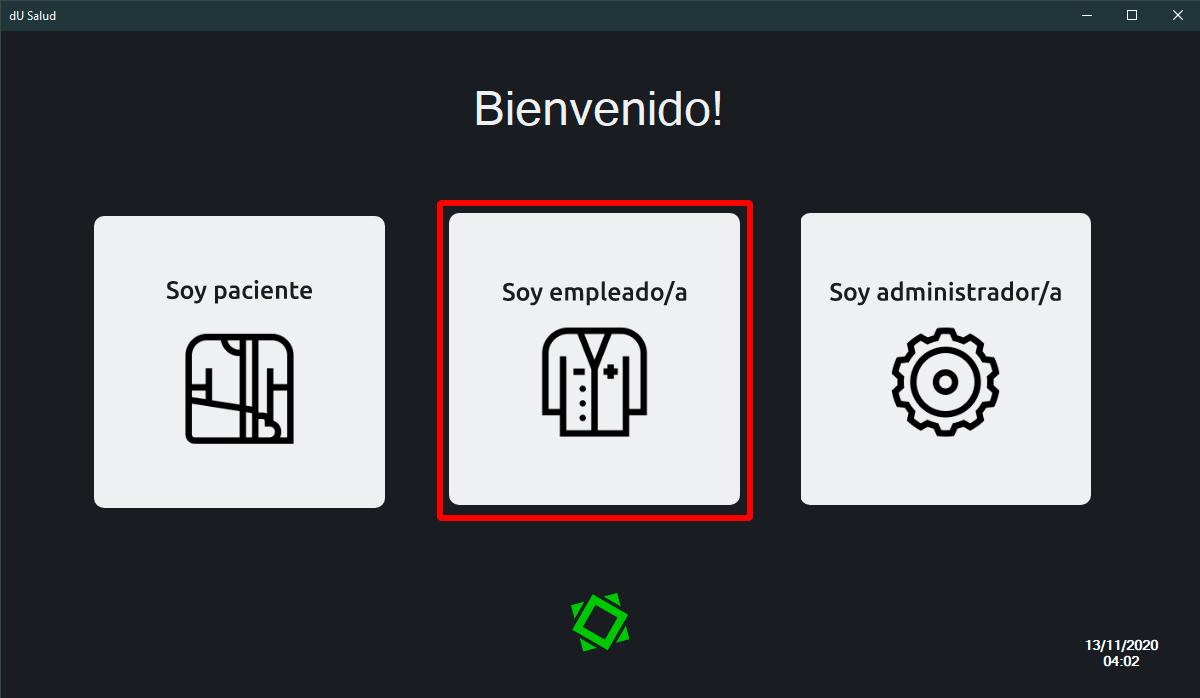 dU Salud
Bienvenido!
Soy paciente
Soy empleado/a
Soy administrador/a
13/11/2020
04:02